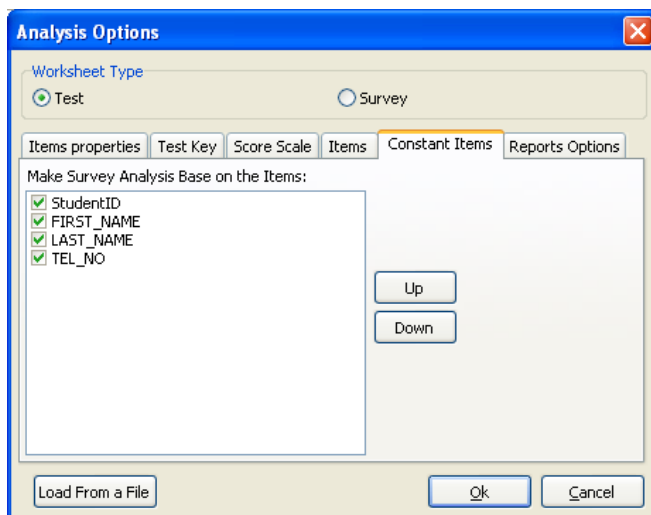 Analysis Options
Worksheet Type
Test Survey
Items properties Test Key Score Scale Items Constant Items Reports Options
Make Survey Analysis Base on the Items:
StudentID
FIRST_NAME
LAST_NAME
TEL_NO
Up
Down
Load From a File Ok Cancel